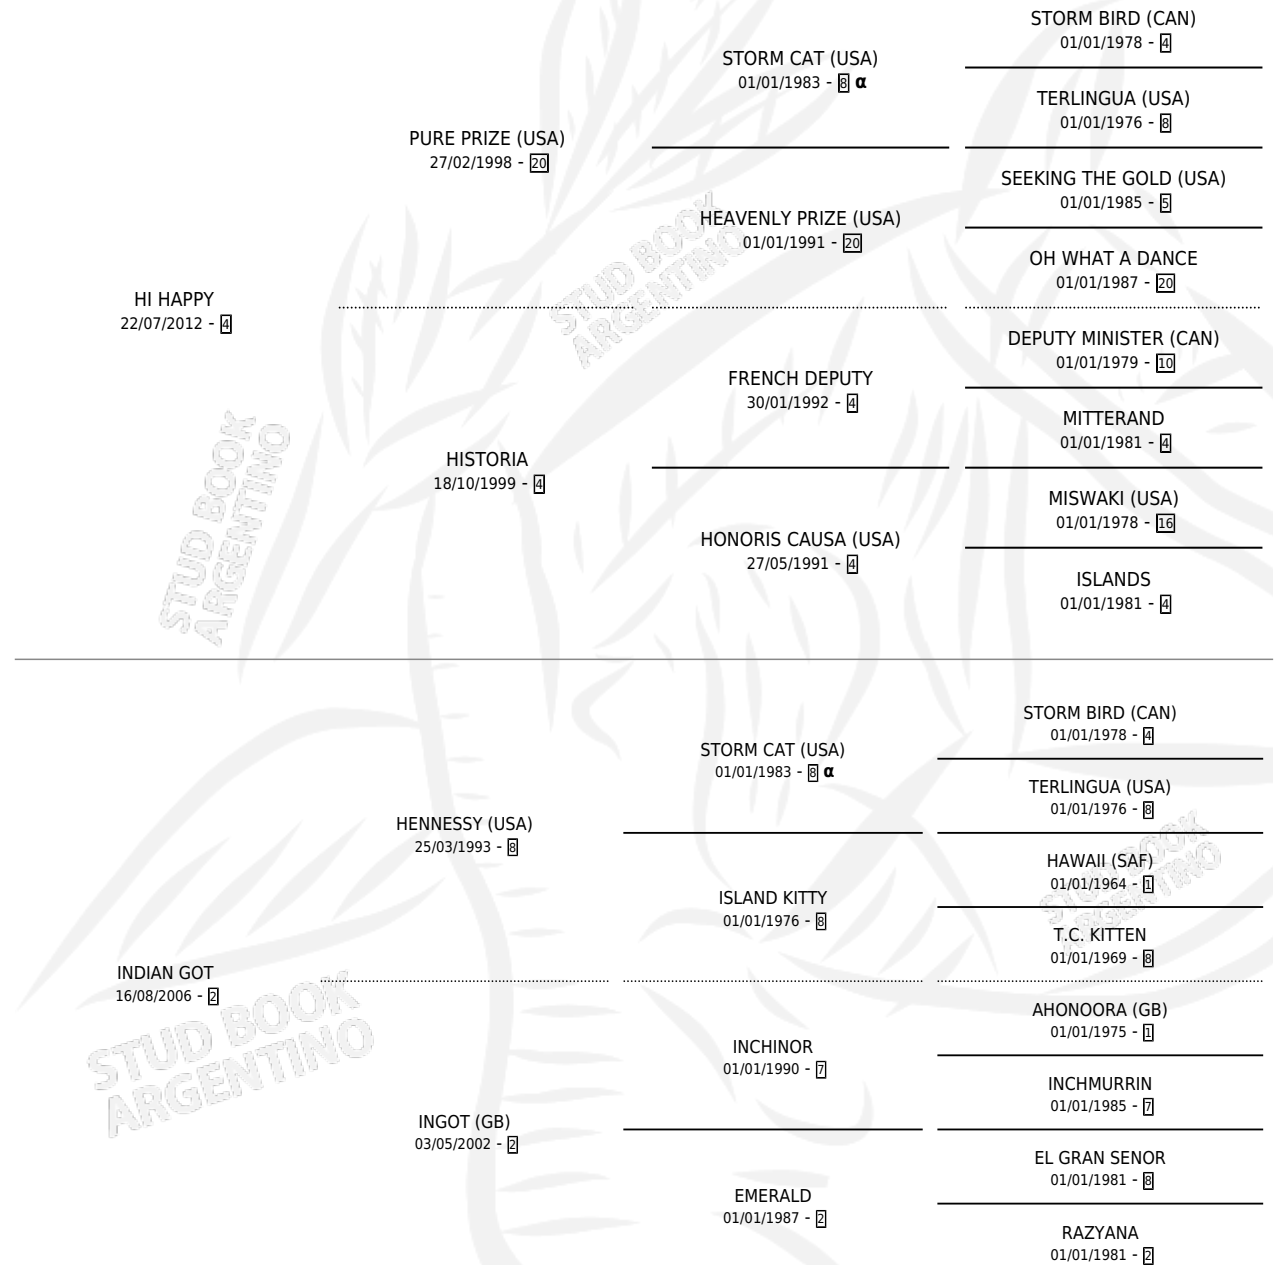 STORM BIRD (CAN)
01/01/1978 - 4
STORM CAT (USA)
01/01/1983 - 8 α
TERLINGUA (USA)
01/01/1976 - 8
PURE PRIZE (USA)
27/02/1998 - 20
SEEKING THE GOLD (USA)
01/01/1985 - 5
HEAVENLY PRIZE (USA)
01/01/1991 - 20
OH WHAT A DANCE
01/01/1987 - 20
HI HAPPY
22/07/2012 - 4
DEPUTY MINISTER (CAN)
01/01/1979 - 10
FRENCH DEPUTY
30/01/1992 - 4
MITTERAND
01/01/1981 - 4
HISTORIA
18/10/1999 - 4
MISWAKI (USA)
01/01/1978 - 16
HONORIS CAUSA (USA)
27/05/1991 - 4
ISLANDS
01/01/1981 - 4
STUD BOOK
ARGENTINO
STUD BOOK
ARGENTINO
STORM BIRD (CAN)
01/01/1978 - 4
STORM CAT (USA)
01/01/1983 - 8 α
TERLINGUA (USA)
01/01/1976 - 8
HENNESSY (USA)
25/03/1993 - 8
HAWAII (SAF)
01/01/1964 - 1
ISLAND KITTY
01/01/1976 - 8
T.C. KITTEN
01/01/1969 - 8
INDIAN GOT
16/08/2006 - 2
AHONOORA (GB)
01/01/1975 - 1
INCHINOR
01/01/1990 - 7
INCHMURRIN
01/01/1985 - 7
INGOT (GB)
03/05/2002 - 2
EL GRAN SENOR
01/01/1981 - 8
EMERALD
01/01/1987 - 2
RAZYANA
01/01/1981 - 2
STUD BOOK
ARGENTINO
STUD BOOK
ARGENTINO